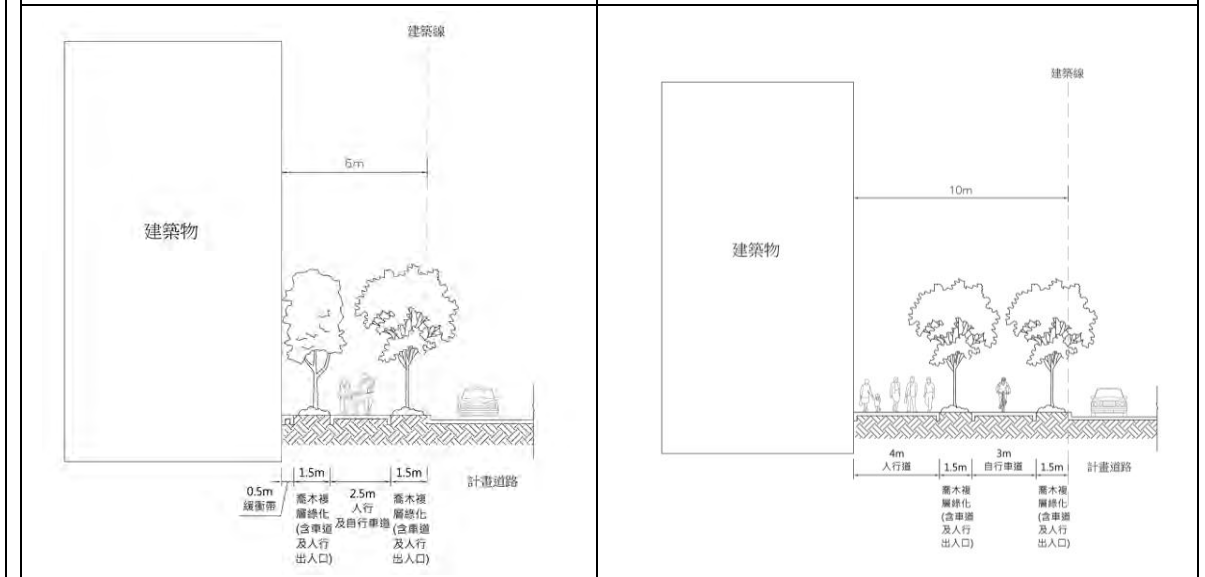 建築線
6m
建築物
0.5m
緩衝帶
1.5m
喬木複
層綠化
(含車道
及人行
出入口)
2.5m
人行
及自行車道
1.5m
喬木複
層綠化
(含車道
及人行
出入口)
計畫道路
建築線
10m
建築物
4m
人行道
1.5m
喬木複
層綠化
(含車道
及人行
出入口)
3m
自行車道
1.5m
喬木複
層綠化
(含車道
及人行
出入口)
計畫道路